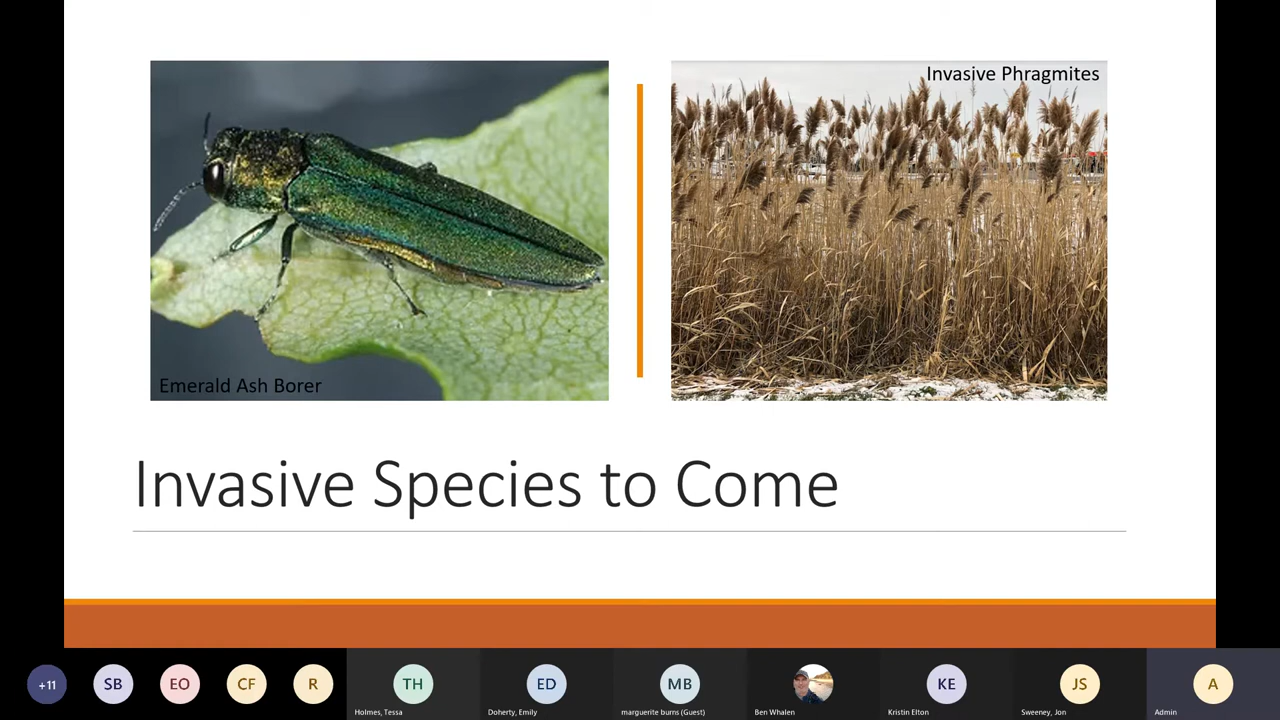 Invasive Phragmites
Emerald Ash Borer
Invasive Species to Come
+11
SB
EO
CF
R
TH
ED
MB
KE
JS
A
Holmes, Tessa
Doherty, Emily
marguerite burns (Guest)
Ben Whalen
Kristin Elton
Sweeney, Jon
Admin